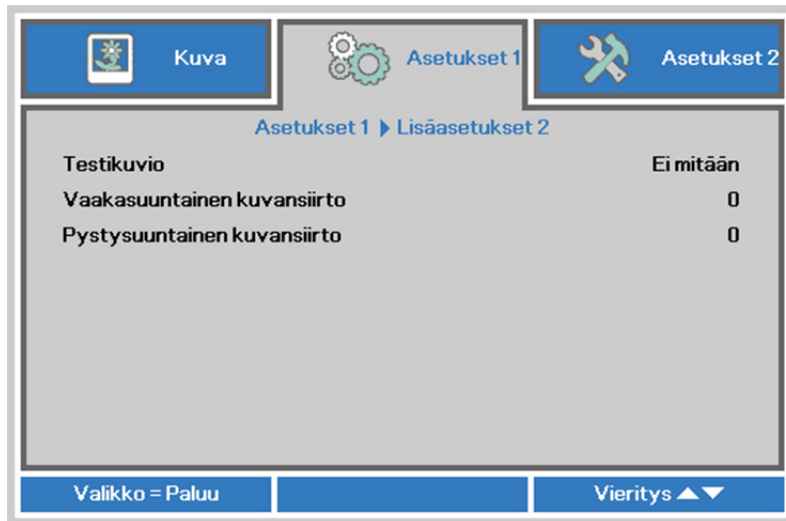 Kuva
Asetukset 1
Asetukset 2
Asetukset 1 ▶ Lisäasetukset 2
Testikuvio Ei mitään
Vaakasuuntainen kuvansiirto 0
Pystysuuntainen kuvansiirto 0
Valikko = Paluu
Vieritys ▲▼